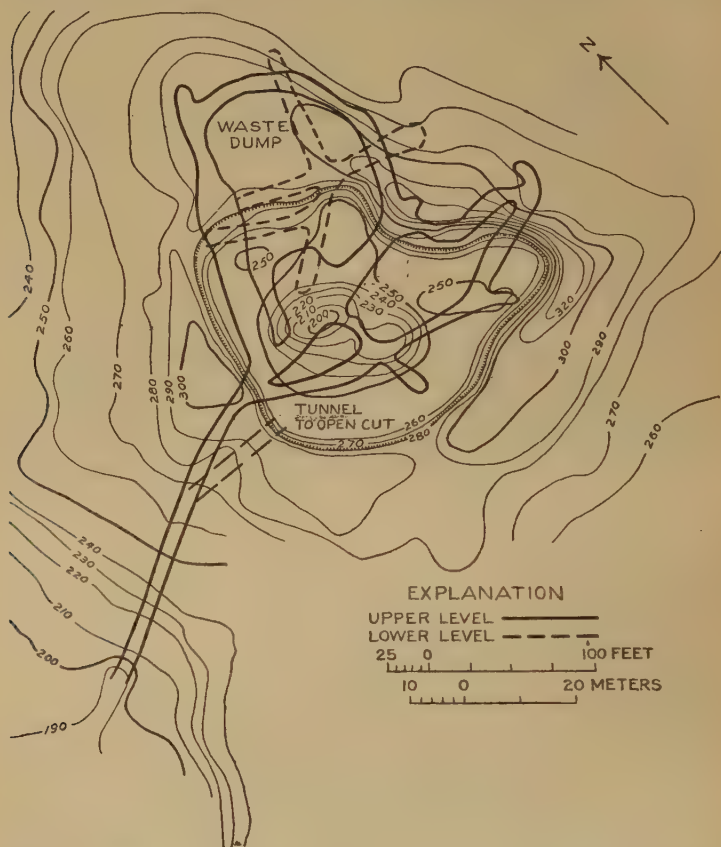 N
WASTE
DUMP
240
250
260
270
280
290
300
250
220
210
200
250
240
230
250
320
300
290
270
260
TUNNEL
TO OPEN CUT
260
270
280
240
230
220
210
200
190
EXPLANATION
UPPER LEVEL
LOWER LEVEL
25 0 100 FEET
10 0 20 METERS